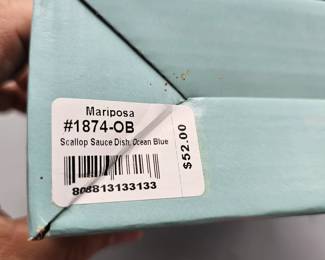 Mariposa
#1874-OB
Scallop Sauce Dish, Ocean Blue
808813133133
$52.00